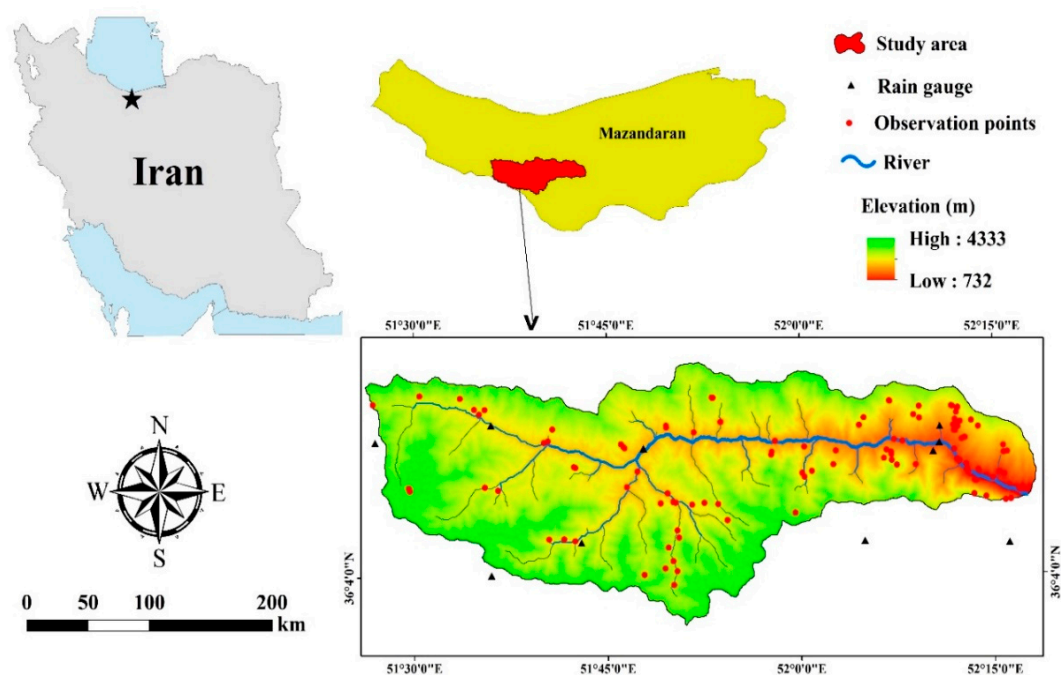 Iran
Mazandaran
Study area
Rain gauge
Observation points
River
Elevation (m)
High : 4333
Low : 732
N
W E
S
0 50 100 200
km
51°30'0"E 51°45'0"E 52°0'0"E 52°15'0"E
36°4'0"N
36°4'0"N
51°30'0"E 51°45'0"E 52°0'0"E 52°15'0"E